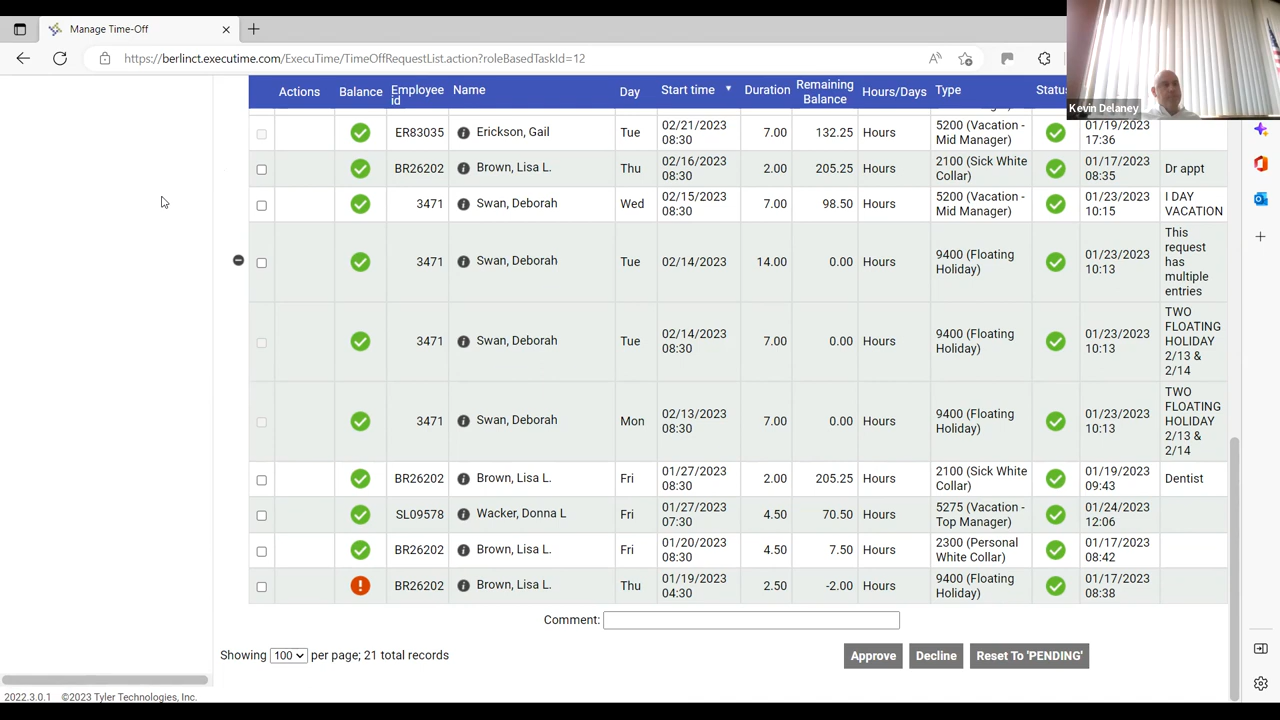 Manage Time-Off
https://berlinct.executime.com/ExecuTime/TimeOffRequestList.action?roleBasedTaskId=12
Kevin Delaney
Actions Balance Employee id Name Day Start time Duration Remaining Balance Hours/Days Type Status
ER83035 Erickson, Gail Tue 02/21/2023 08:30 7.00 132.25 Hours 5200 (Vacation - Mid Manager) 01/19/2023 17:36
BR26202 Brown, Lisa L. Thu 02/16/2023 08:30 2.00 205.25 Hours 2100 (Sick White Collar) 01/17/2023 08:35 Dr appt
3471 Swan, Deborah Wed 02/15/2023 08:30 7.00 98.50 Hours 5200 (Vacation - Mid Manager) 01/23/2023 10:15 I DAY VACATION
3471 Swan, Deborah Tue 02/14/2023 14.00 0.00 Hours 9400 (Floating Holiday) 01/23/2023 10:13 This request has multiple entries
3471 Swan, Deborah Tue 02/14/2023 08:30 7.00 0.00 Hours 9400 (Floating Holiday) 01/23/2023 10:13 TWO FLOATING HOLIDAY 2/13 & 2/14
3471 Swan, Deborah Mon 02/13/2023 08:30 7.00 0.00 Hours 9400 (Floating Holiday) 01/23/2023 10:13 TWO FLOATING HOLIDAY 2/13 & 2/14
BR26202 Brown, Lisa L. Fri 01/27/2023 08:30 2.00 205.25 Hours 2100 (Sick White Collar) 01/19/2023 09:43 Dentist
SL09578 Wacker, Donna L Fri 01/27/2023 07:30 4.50 70.50 Hours 5275 (Vacation - Top Manager) 01/24/2023 12:06
BR26202 Brown, Lisa L. Fri 01/20/2023 08:30 4.50 7.50 Hours 2300 (Personal White Collar) 01/17/2023 08:42
BR26202 Brown, Lisa L. Thu 01/19/2023 04:30 2.50 -2.00 Hours 9400 (Floating Holiday) 01/17/2023 08:38
Comment:
Showing 100 per page; 21 total records
Approve Decline Reset To 'PENDING'
2022.3.0.1 ©2023 Tyler Technologies, Inc.